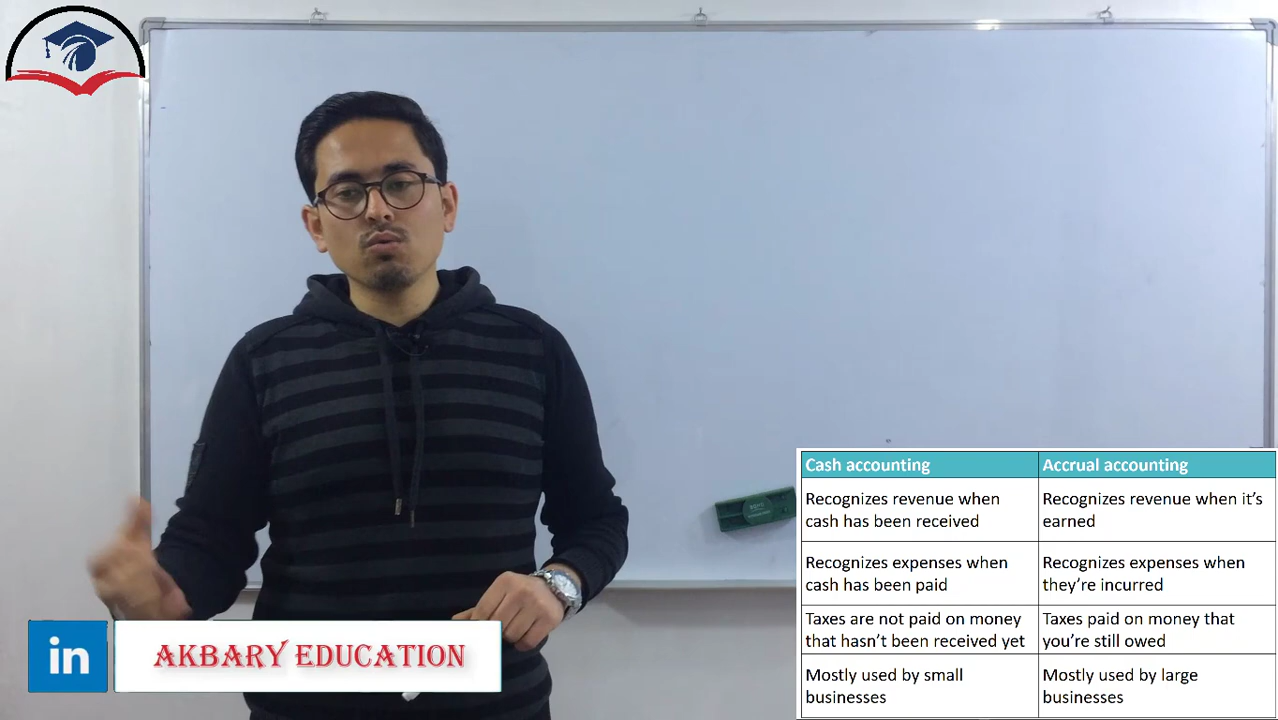 in
AKBARY EDUCATION
Cash accounting
Accrual accounting
Recognizes revenue when
cash has been received
Recognizes revenue when it’s
earned
Recognizes expenses when
cash has been paid
Recognizes expenses when
they’re incurred
Taxes are not paid on money
that hasn’t been received yet
Taxes paid on money that
you’re still owed
Mostly used by small
businesses
Mostly used by large
businesses